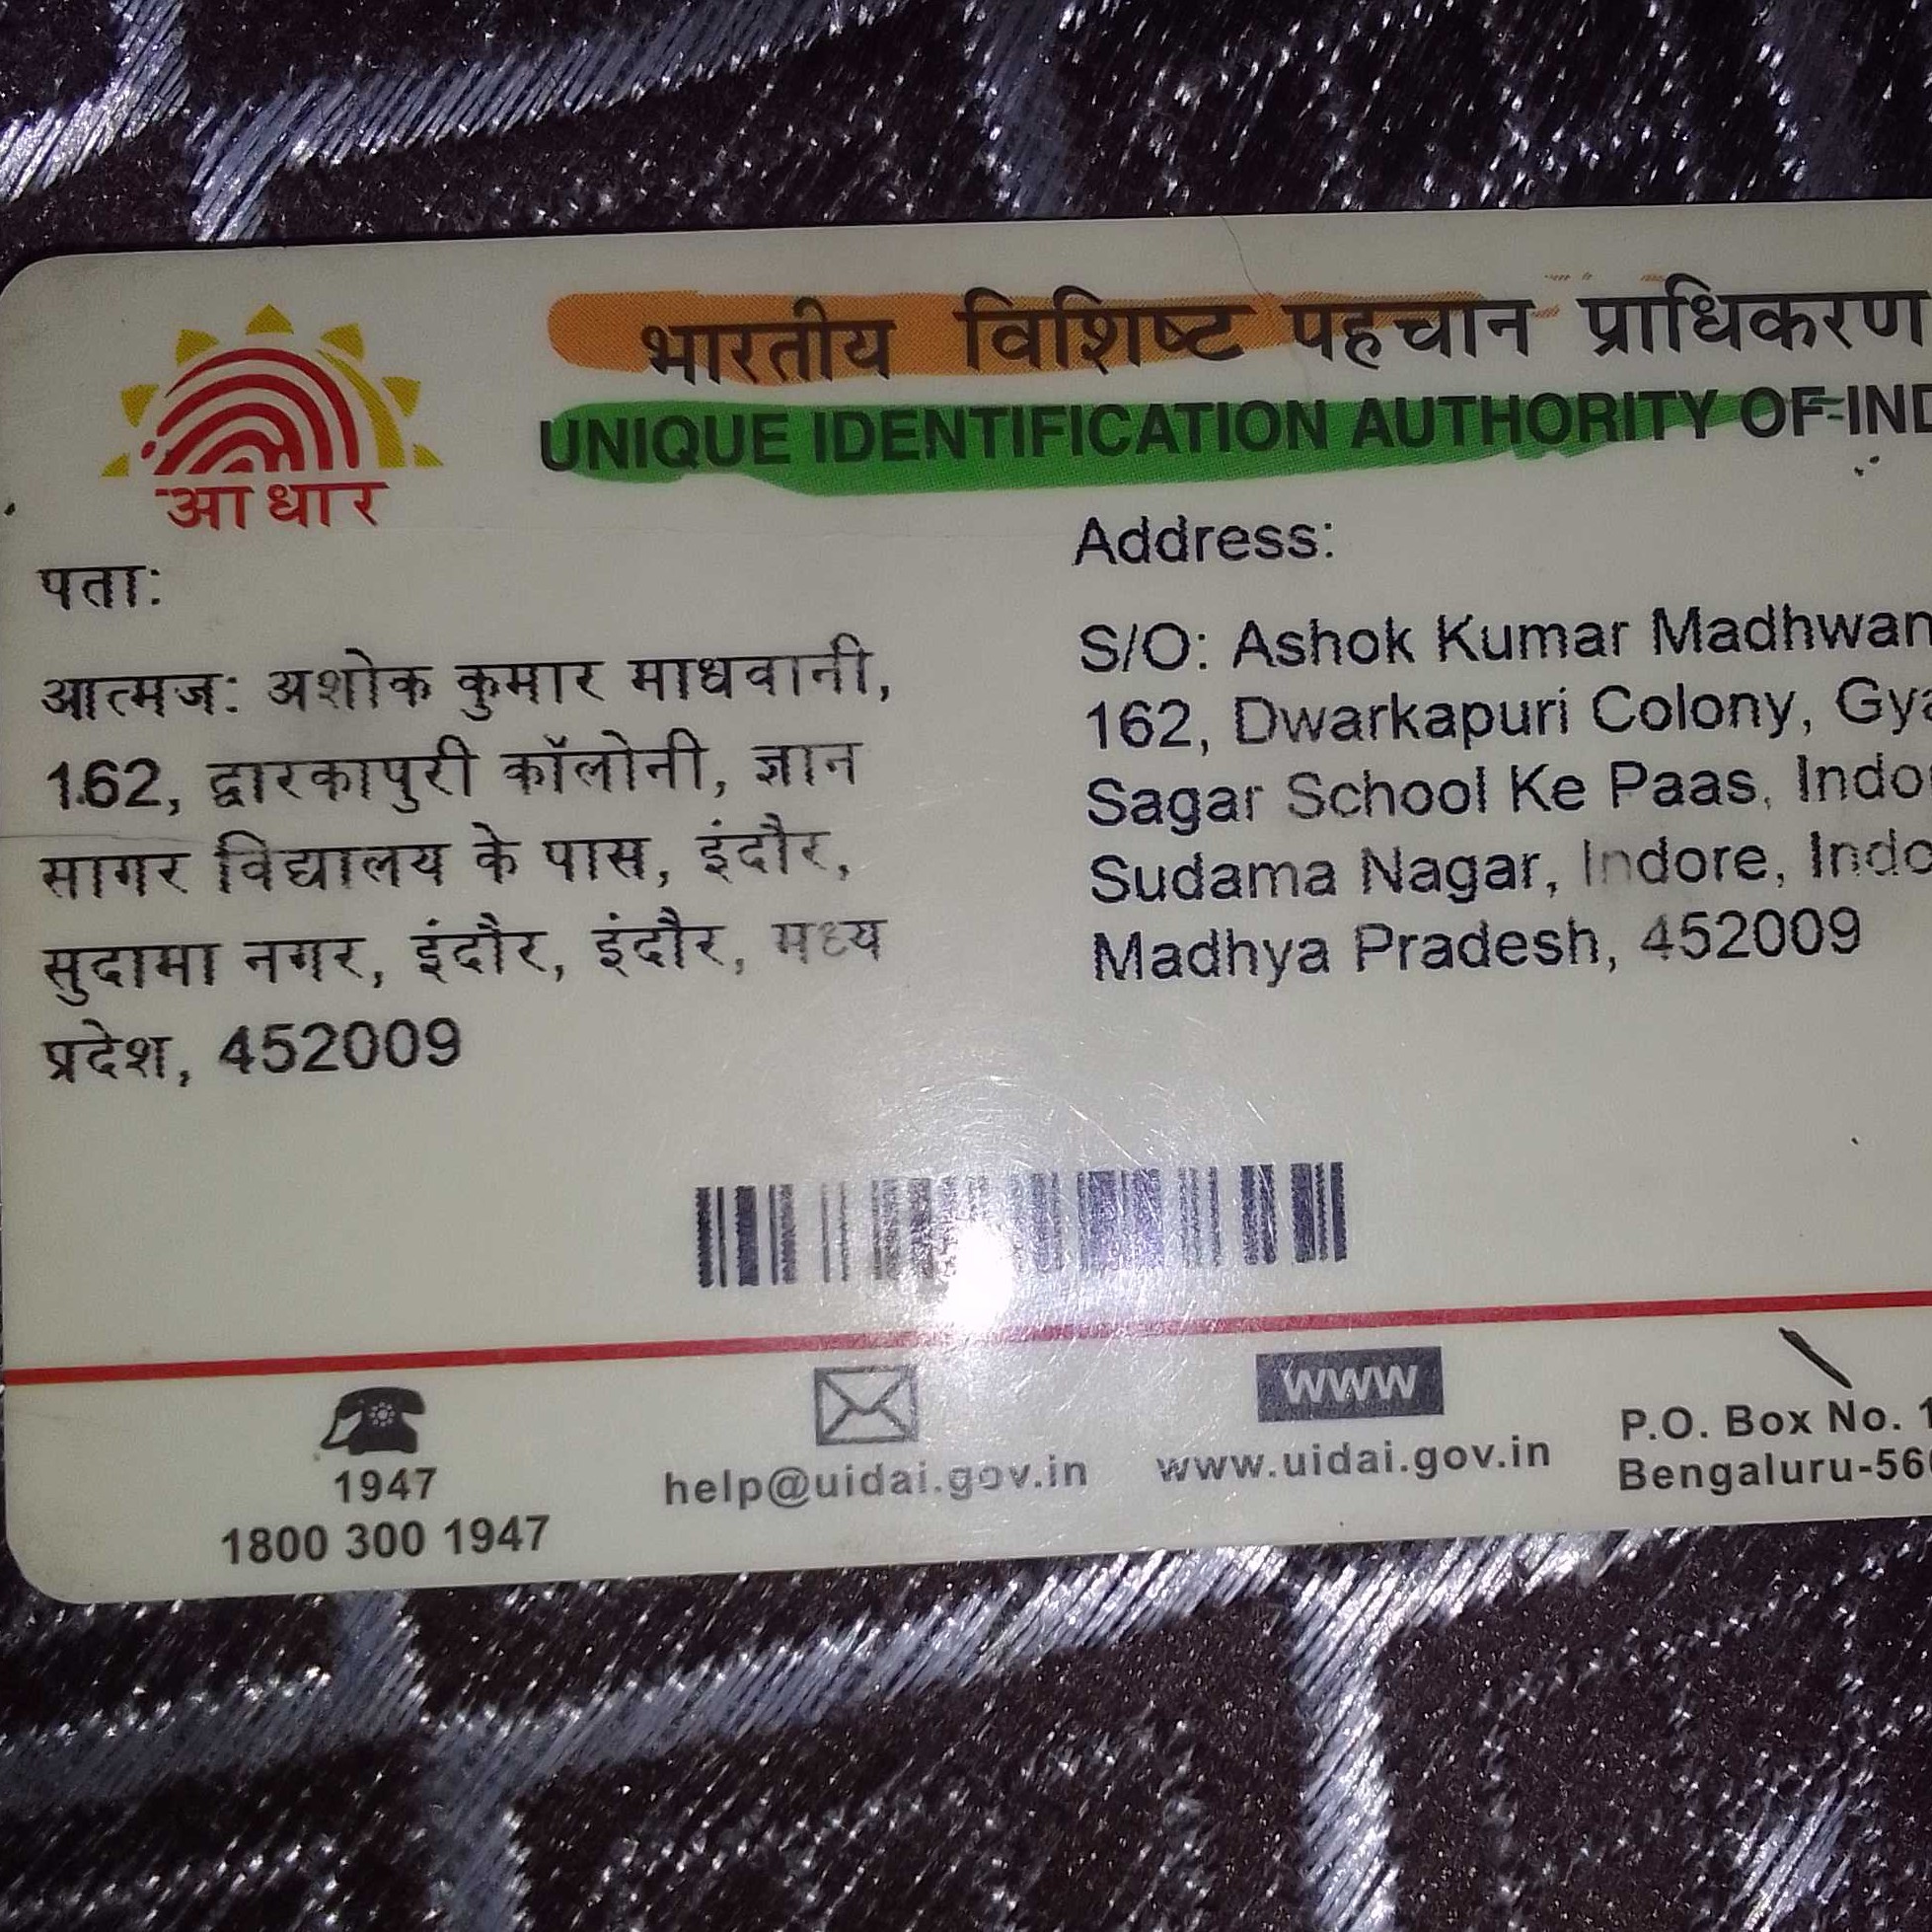 भारतीय विशिष्ट पहचान प्राधिकरण
UNIQUE IDENTIFICATION AUTHORITY OF IND
आधार
पता:
आत्मज: अशोक कुमार माधवानी,
162, द्वारकापुरी कॉलोनी, ज्ञान
सागर विद्यालय के पास, इंदौर,
सुदामा नगर, इंदौर, इंदौर, मध्य
प्रदेश, 452009
Address:
S/O: Ashok Kumar Madhwan
162, Dwarkapuri Colony, Gya
Sagar School Ke Paas, Indo
Sudama Nagar, Indore, Indo
Madhya Pradesh, 452009
1947
1800 300 1947
help@uidai.gov.in
www
www.uidai.gov.in
P.O. Box No. 1
Bengaluru-56